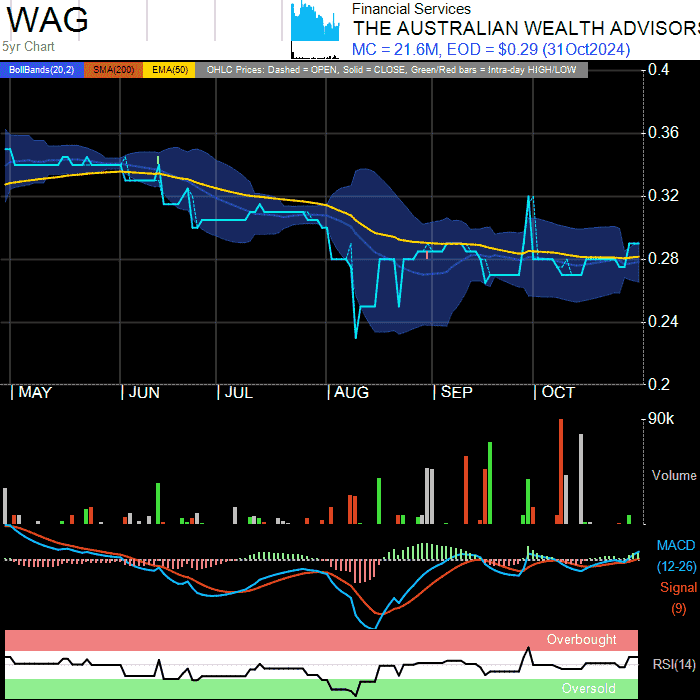 WAG
5yr Chart
Financial Services
THE AUSTRALIAN WEALTH ADVISORS
MC = 21.6M, EOD = $0.29 (31Oct2024)
BollBands(20,2) SMA(200) EMA(50) OHLC Prices: Dashed = OPEN, Solid = CLOSE, Green/Red bars = Intra-day HIGH/LOW
0.4
0.36
0.32
0.28
0.24
0.2
MAY JUN JUL AUG SEP OCT
90k
Volume
MACD
(12-26)
Signal
(9)
Overbought
RSI(14)
Oversold